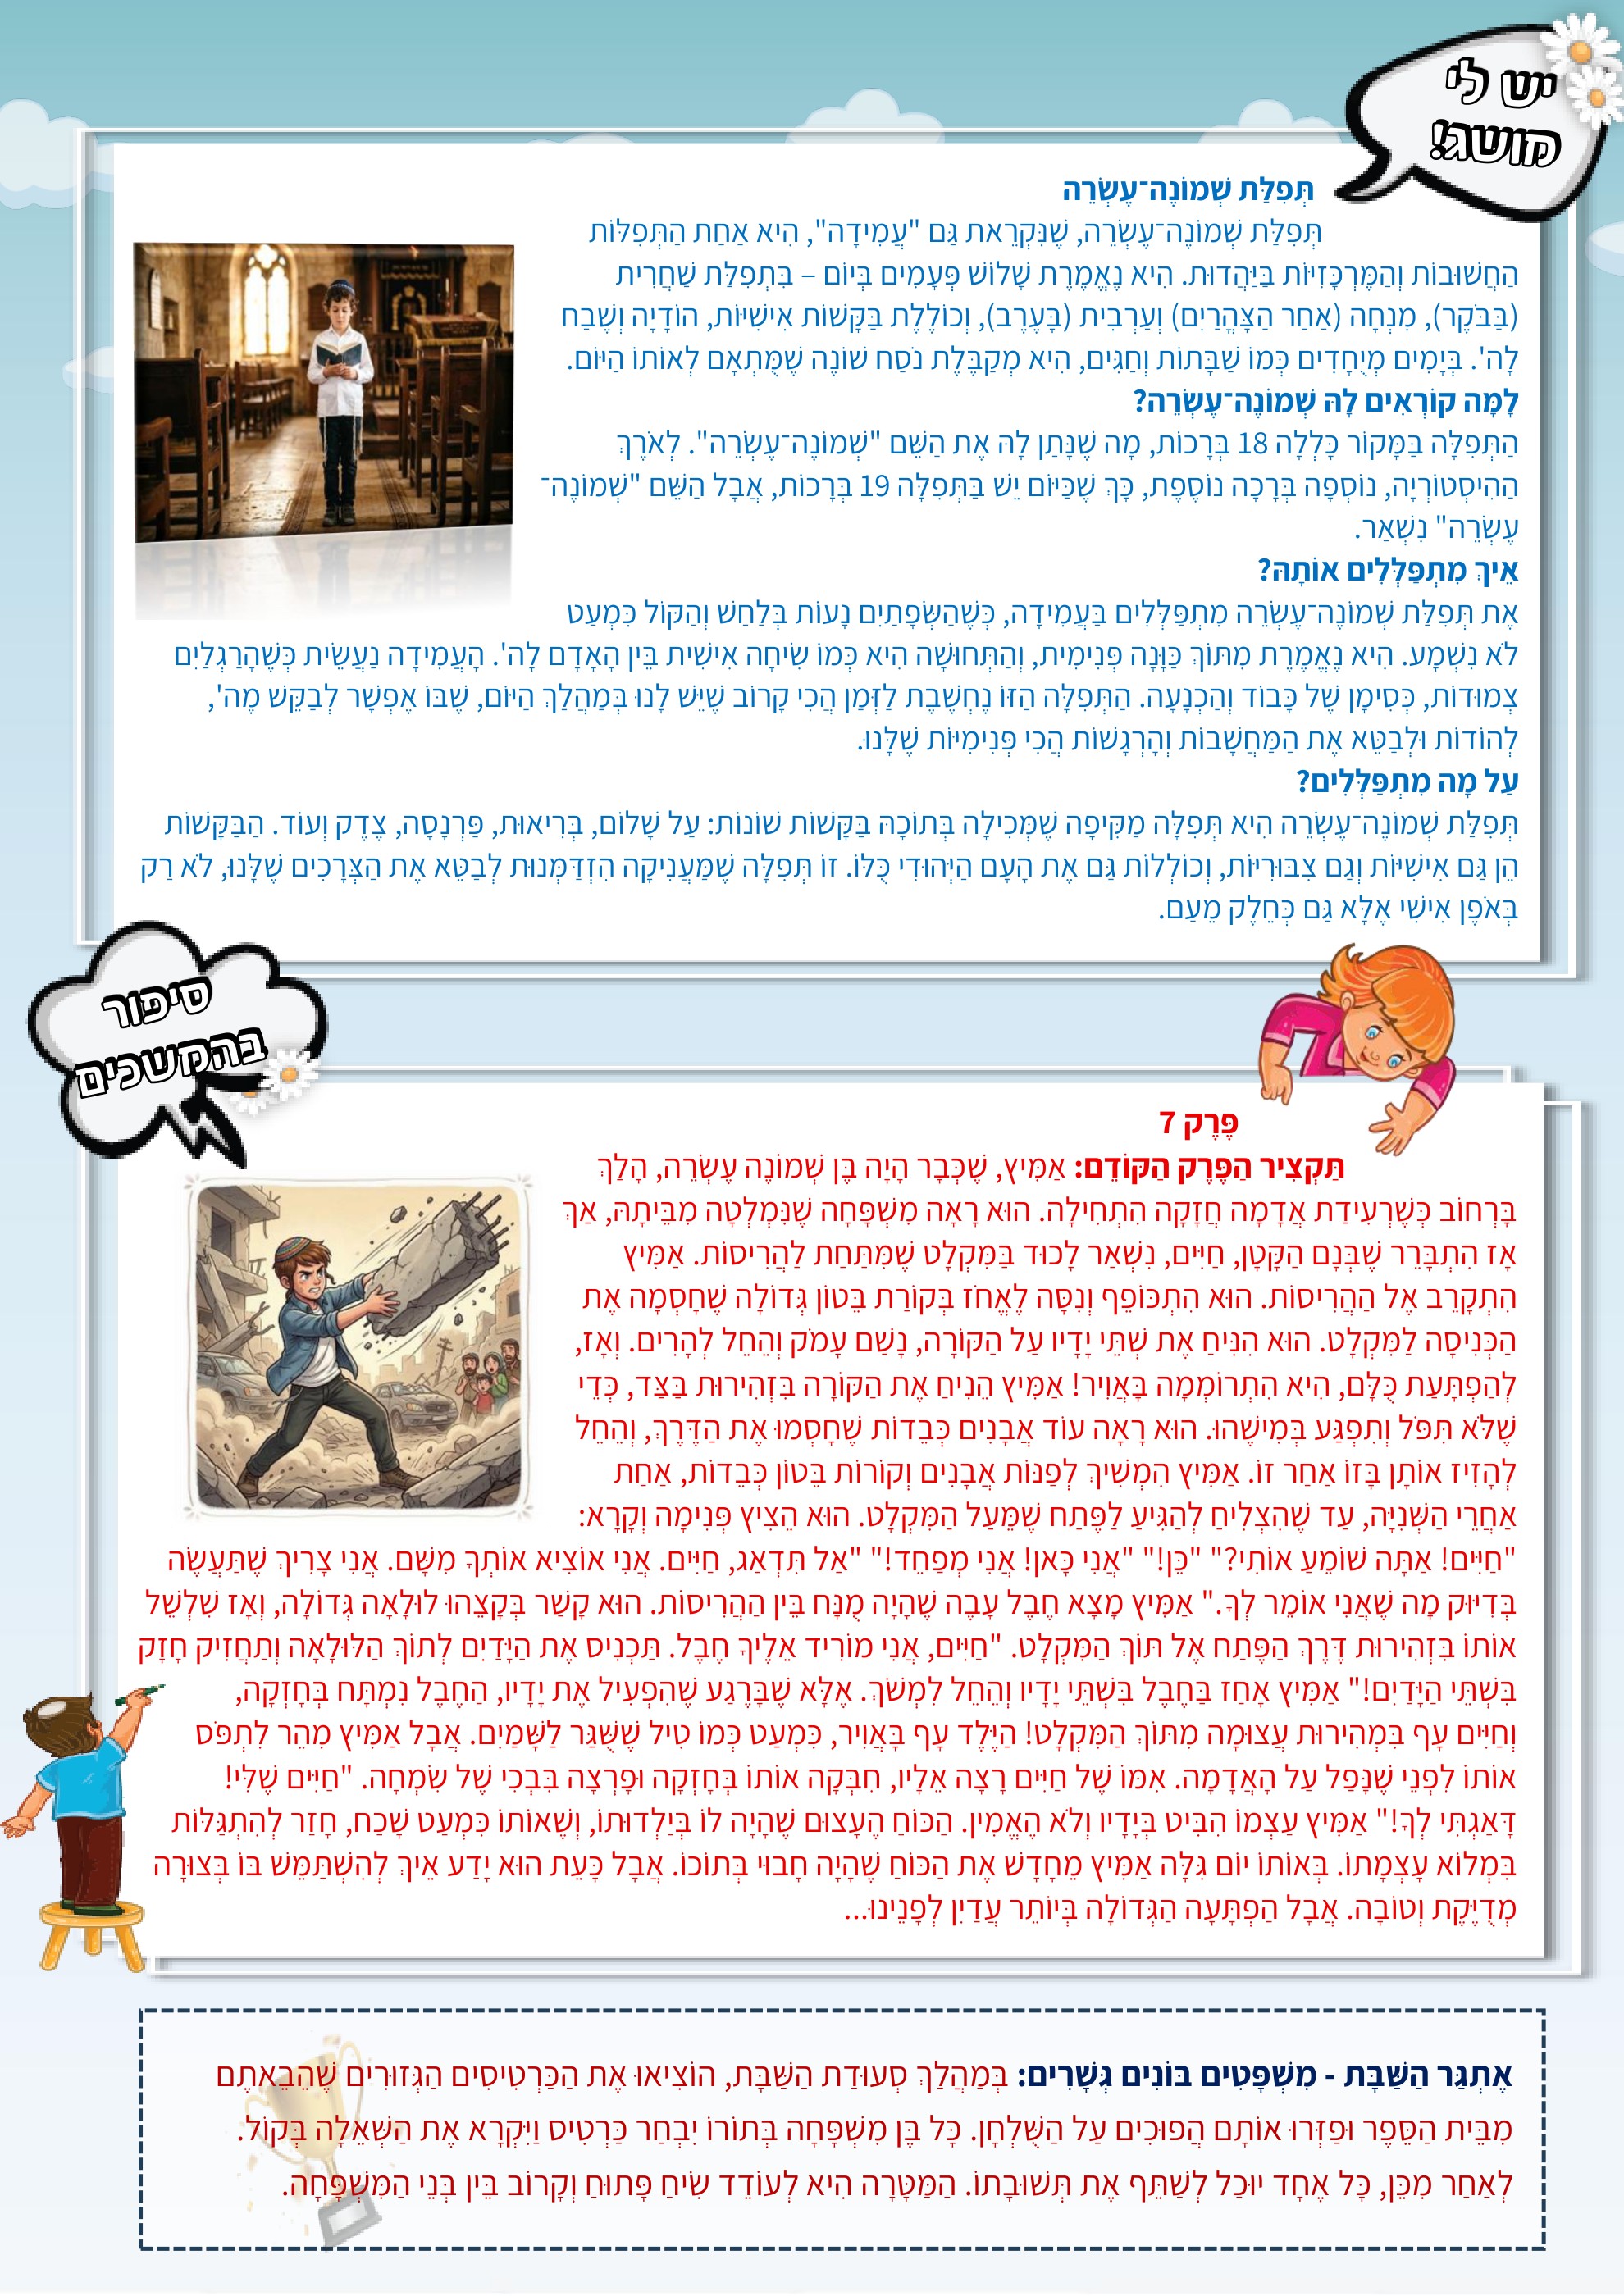 יש לי
מושג!
תְּפִלַּת שְׁמוֹנֶה־עֶשְׂרֵה
תְּפִלַּת שְׁמוֹנֶה־עֶשְׂרֵה, שֶׁנִּקְרֵאת גַּם "עֲמִידָה", הִיא אַחַת הַתְּפִלּוֹת
הַחֲשׁוּבוֹת וְהַמֶּרְכָּזִיּוֹת בַּיַּהֲדוּת. הִיא נֶאֱמֶרֶת שָׁלוֹשׁ פְּעָמִים בְּיוֹם – בִּתְפִלַּת שַׁחֲרִית
(בַּבֹּקֶר), מִנְחָה (אַחַר הַצָּהֳרַיִם) וְעַרְבִית (בָּעֶרֶב), וְכוֹלֶלֶת בַּקָּשׁוֹת אִישִׁיּוֹת, הוֹדָיָה וְשֶׁבַח
לַה'. בְּיָמִים מְיֻחָדִים כְּמוֹ שַׁבָּתוֹת וְחַגִּים, הִיא מְקַבֶּלֶת נֹסַח שׁוֹנֶה שֶׁמֻּתְאָם לְאוֹתוֹ הַיּוֹם.
לָמָּה קוֹרְאִים לָהּ שְׁמוֹנֶה־עֶשְׂרֵה?
הַתְּפִלָּה בַּמָּקוֹר כָּלְלָה 18 בְּרָכוֹת, מָה שֶׁנָּתַן לָהּ אֶת הַשֵּׁם "שְׁמוֹנֶה־עֶשְׂרֵה". לְאֹרֶךְ
הַהִיסְטוֹרְיָה, נוֹסְפָה בְּרָכָה נוֹסֶפֶת, כָּךְ שֶׁכַּיּוֹם יֵשׁ בַּתְּפִלָּה 19 בְּרָכוֹת, אֲבָל הַשֵּׁם "שְׁמוֹנֶה־
עֶשְׂרֵה" נִשְׁאַר.
אֵיךְ מִתְפַּלְּלִים אוֹתָהּ?
אֶת תְּפִלַּת שְׁמוֹנֶה־עֶשְׂרֵה מִתְפַּלְּלִים בַּעֲמִידָה, כְּשֶׁהַשְּׂפָתַיִם נָעוֹת בְּלַחַשׁ וְהַקּוֹל כִּמְעַט
לֹא נִשְׁמָע. הִיא נֶאֱמֶרֶת מִתּוֹךְ כַּוָּנָה פְּנִימִית, וְהַתְּחוּשָׁה הִיא כְּמוֹ שִׂיחָה אִישִׁית בֵּין הָאָדָם לַה'. הָעֲמִידָה נַעֲשֵׂית כְּשֶׁהָרַגְלַיִם
צְמוּדוֹת, כְּסִימָן שֶׁל כָּבוֹד וְהַכְנָעָה. הַתְּפִלָּה הַזּוֹ נֶחְשֶׁבֶת לַזְּמַן הֲכִי קָרוֹב שֶׁיֵּשׁ לָנוּ בְּמַהֲלַךְ הַיּוֹם, שֶׁבּוֹ אֶפְשָׁר לְבַקֵּשׁ מֵה',
לְהוֹדוֹת וּלְבַטֵּא אֶת הַמַּחֲשָׁבוֹת וְהָרְגָשׁוֹת הֲכִי פְּנִימִיּוֹת שֶׁלָּנוּ.
עַל מָה מִתְפַּלְּלִים?
תְּפִלַּת שְׁמוֹנֶה־עֶשְׂרֵה הִיא תְּפִלָּה מַקִּיפָה שֶׁמְּכִילָה בְּתוֹכָהּ בַּקָּשׁוֹת שׁוֹנוֹת: עַל שָׁלוֹם, בְּרִיאוּת, פַּרְנָסָה, צֶדֶק וְעוֹד. הַבַּקָּשׁוֹת
הֵן גַּם אִישִׁיּוֹת וְגַם צִבּוּרִיּוֹת, וְכוֹלְלוֹת גַּם אֶת הָעָם הַיְּהוּדִי כֻּלּוֹ. זוֹ תְּפִלָּה שֶׁמַּעֲנִיקָה הִזְדַּמְּנוּת לְבַטֵּא אֶת הַצְּרָכִים שֶׁלָּנוּ, לֹא רַק
בְּאֹפֶן אִישִׁי אֶלָּא גַּם כְּחֵלֶק מֵעַם.
סיפור
בהמשכים
פֶּרֶק 7
תַּקְצִיר הַפֶּרֶק הַקּוֹדֵם: אַמִּיץ, שֶׁכְּבָר הָיָה בֶּן שְׁמוֹנֶה עֶשְׂרֵה, הָלַךְ
בָּרְחוֹב כְּשֶׁרְעִידַת אֲדָמָה חֲזָקָה הִתְחִילָה. הוּא רָאָה מִשְׁפָּחָה שֶׁנִּמְלְטָה מִבֵּיתָהּ, אַךְ
אָז הִתְבָּרֵר שֶׁבְּנָם הַקָּטָן, חַיִּים, נִשְׁאַר לָכוּד בַּמִּקְלָט שֶׁמִּתַּחַת לַהֲרִיסוֹת. אַמִּיץ
הִתְקָרֵב אֶל הַהֲרִיסוֹת. הוּא הִתְכּוֹפֵף וְנִסָּה לֶאֱחֹז בְּקוֹרַת בֵּטוֹן גְּדוֹלָה שֶׁחָסְמָה אֶת
הַכְּנִיסָה לַמִּקְלָט. הוּא הִנִּיחַ אֶת שְׁתֵּי יָדָיו עַל הַקּוֹרָה, נָשַׁם עָמֹק וְהֵחֵל לְהָרִים. וְאָז,
לְהַפְתָּעַת כֻּלָּם, הִיא הִתְרוֹמְמָה בָּאֲוִיר! אַמִּיץ הֵנִיחַ אֶת הַקּוֹרָה בִּזְהִירוּת בַּצַּד, כְּדֵי
שֶׁלֹּא תִּפֹּל וְתִפְגַּע בְּמִישֶׁהוּ. הוּא רָאָה עוֹד אֲבָנִים כְּבֵדוֹת שֶׁחָסְמוּ אֶת הַדֶּרֶךְ, וְהֵחֵל
לְהָזִיז אוֹתָן בָּזוֹ אַחַר זוֹ. אַמִּיץ הִמְשִׁיךְ לְפַנּוֹת אֲבָנִים וְקוֹרוֹת בֵּטוֹן כְּבֵדוֹת, אַחַת
אַחֲרֵי הַשְּׁנִיָּה, עַד שֶׁהִצְלִיחַ לְהַגִּיעַ לַפֶּתַח שֶׁמֵּעַל הַמִּקְלָט. הוּא הֵצִיץ פְּנִימָה וְקָרָא:
"חַיִּים! אַתָּה שׁוֹמֵעַ אוֹתִי?" "כֵּן!" "אֲנִי כָּאן! אֲנִי מְפַחֵד!" "אַל תִּדְאַג, חַיִּים. אֲנִי אוֹצִיא אוֹתְךָ מִשָּׁם. אֲנִי צָרִיךְ שֶׁתַּעֲשֶׂה
בְּדִיּוּק מָה שֶׁאֲנִי אוֹמֵר לְךָ." אַמִּיץ מָצָא חֶבֶל עָבֶה שֶׁהָיָה מֻנָּח בֵּין הַהֲרִיסוֹת. הוּא קָשַׁר בְּקָצֵהוּ לוּלָאָה גְּדוֹלָה, וְאָז שִׁלְשֵׁל
אוֹתוֹ בִּזְהִירוּת דֶּרֶךְ הַפֶּתַח אֶל תּוֹךְ הַמִּקְלָט. "חַיִּים, אֲנִי מוֹרִיד אֵלֶיךָ חֶבֶל. תַּכְנִיס אֶת הַיָּדַיִם לְתוֹךְ הַלּוּלָאָה וְתַחֲזִיק חָזָק
בִּשְׁתֵּי הַיָּדַיִם!" אַמִּיץ אָחַז בַּחֶבֶל בִּשְׁתֵּי יָדָיו וְהֵחֵל לִמְשֹׁךְ. אֶלָּא שֶׁבָּרֶגַע שֶׁהִפְעִיל אֶת יָדָיו, הַחֶבֶל נִמְתַּח בְּחָזְקָה,
וְחַיִּים עָף בִּמְהִירוּת עֲצוּמָה מִתּוֹךְ הַמִּקְלָט! הַיֶּלֶד עָף בָּאֲוִיר, כִּמְעַט כְּמוֹ טִיל שֶׁשֻּׁגַּר לַשָּׁמַיִם. אֲבָל אַמִּיץ מִהֵר לִתְפֹּס
אוֹתוֹ לִפְנֵי שֶׁנָּפַל עַל הָאֲדָמָה. אִמּוֹ שֶׁל חַיִּים רָצָה אֵלָיו, חִבְּקָה אוֹתוֹ בְּחָזְקָה וּפָרְצָה בִּבְכִי שֶׁל שִׂמְחָה. "חַיִּים שֶׁלִּי!
דָּאַגְתִּי לְךָ!" אַמִּיץ עַצְמוֹ הִבִּיט בְּיָדָיו וְלֹא הֶאֱמִין. הַכּוֹחַ הֶעָצוּם שֶׁהָיָה לוֹ בְּיַלְדוּתוֹ, וְשֶׁאוֹתוֹ כִּמְעַט שָׁכַח, חָזַר לְהִתְגַּלּוֹת
בִּמְלוֹא עָצְמָתוֹ. בְּאוֹתוֹ יוֹם גִּלָּה אַמִּיץ מֵחָדָשׁ אֶת הַכּוֹחַ שֶׁהָיָה חָבוּי בְּתוֹכוֹ. אֲבָל כָּעֵת הוּא יָדַע אֵיךְ לְהִשְׁתַּמֵּשׁ בּוֹ בְּצוּרָה
מְדֻיֶּקֶת וְטוֹבָה. אֲבָל הַפְתָּעָה הַגְּדוֹלָה בְּיוֹתֵר עֲדַיִן לְפָנֵינוּ...
אֶתְגַּר הַשַּׁבָּת - מִשְׁפָּטִים בּוֹנִים גְּשָׁרִים: בְּמַהֲלַךְ סְעוּדַת הַשַּׁבָּת, הוֹצִיאוּ אֶת הַכַּרְטִיסִים הַגְּזוּרִים שֶׁהֲבֵאתֶם
מִבֵּית הַסֵּפֶר וּפַזְּרוּ אוֹתָם הֲפוּכִים עַל הַשֻּׁלְחָן. כָּל בֶּן מִשְׁפָּחָה בְּתוֹרוֹ יִבְחַר כַּרְטִיס וַיִּקְרָא אֶת הַשְּׁאֵלָה בְּקוֹל.
לְאַחַר מִכֵּן, כָּל אֶחָד יוּכַל לְשַׁתֵּף אֶת תְּשׁוּבָתוֹ. הַמַּטָּרָה הִיא לְעוֹדֵד שִׂיחַ פָּתוּחַ וְקָרוֹב בֵּין בְּנֵי הַמִּשְׁפָּחָה.